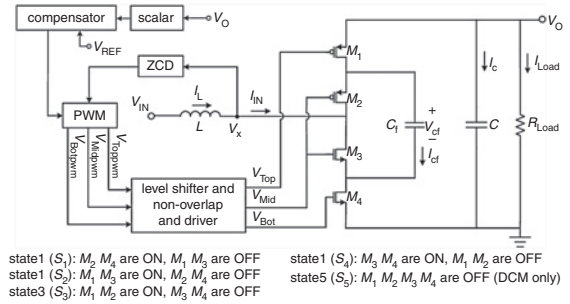 compensator
scalar
V_O
V_REF
ZCD
PWM
V_IN
I_L
L
V_x
I_IN
V_Botpwm
V_Midpwm
V_Toppwm
level shifter and
non-overlap
and driver
V_Top
V_Mid
V_Bot
M_1
M_2
M_3
M_4
C_f
+
V_cf
−
I_cf
I_c
C
V_O
I_Load
R_Load
state1 (S_1): M_2 M_4 are ON, M_1 M_3 are OFF
state1 (S_2): M_1 M_3 are ON, M_2 M_4 are OFF
state3 (S_3): M_1 M_2 are ON, M_3 M_4 are OFF
state1 (S_4): M_3 M_4 are ON, M_1 M_2 are OFF
state5 (S_5): M_1 M_2 M_3 M_4 are OFF (DCM only)